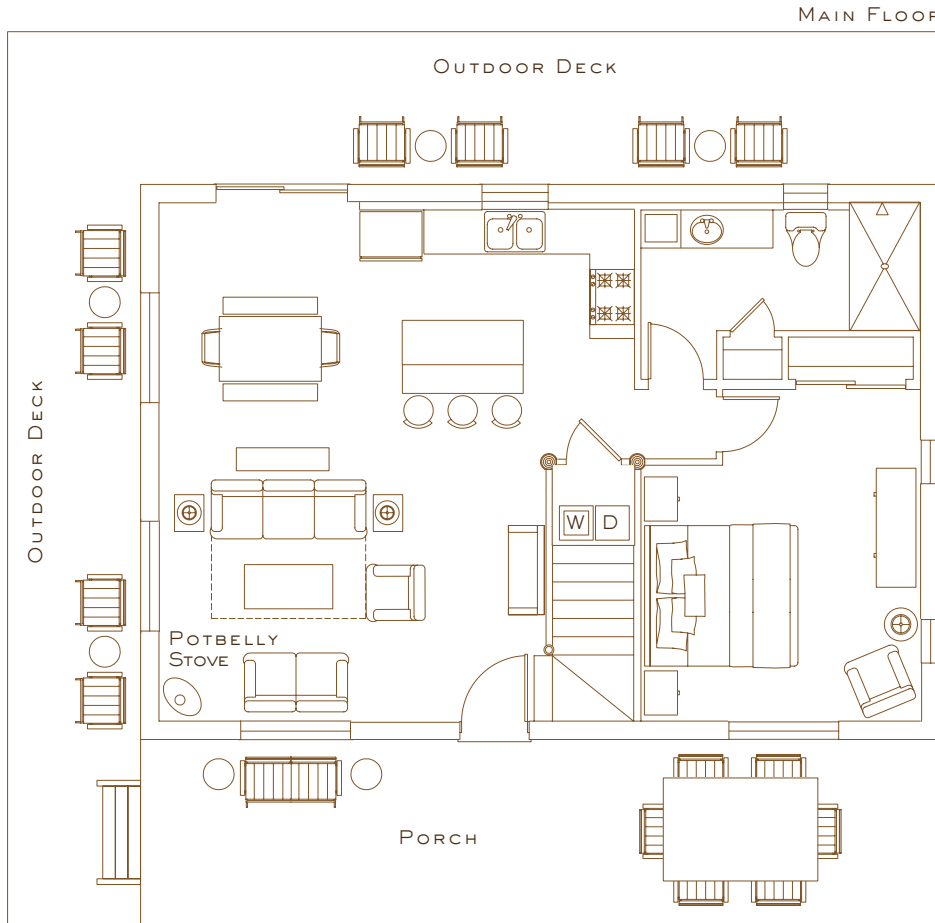 MAIN FLOOR
OUTDOOR DECK
OUTDOOR DECK
W D
POTBELLY
STOVE
PORCH